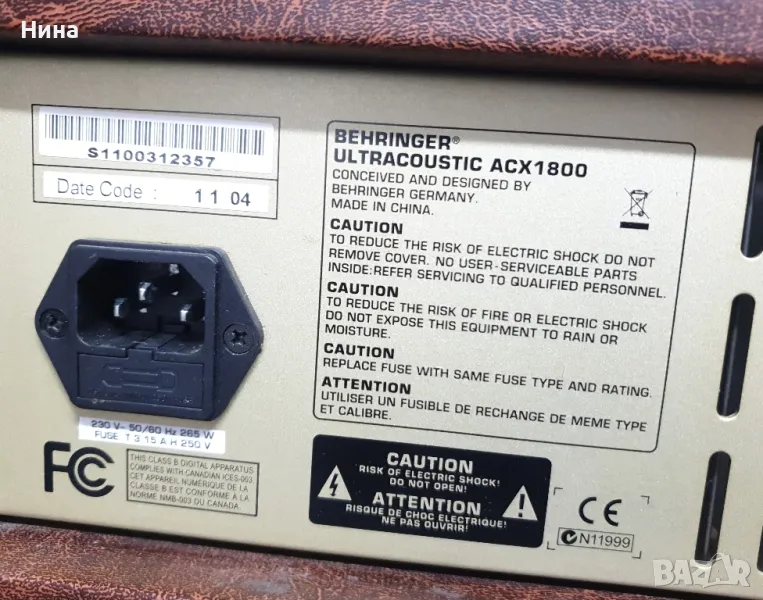 Нина
S1100312357
Date Code : 11 04
BEHRINGER®
ULTRACOUSTIC ACX1800
CONCEIVED AND DESIGNED BY
BEHRINGER GERMANY.
MADE IN CHINA.
CAUTION
TO REDUCE THE RISK OF ELECTRIC SHOCK DO NOT
REMOVE COVER. NO USER-SERVICEABLE PARTS
INSIDE:REFER SERVICING TO QUALIFIED PERSONNEL.
CAUTION
TO REDUCE THE RISK OF FIRE OR ELECTRIC SHOCK
DO NOT EXPOSE THIS EQUIPMENT TO RAIN OR
MOISTURE.
CAUTION
REPLACE FUSE WITH SAME FUSE TYPE AND RATING.
ATTENTION
UTILISER UN FUSIBLE DE RECHANGE DE MEME TYPE
ET CALIBRE.
230 V~ 50/60 Hz 265 W
FUSE T 3.15 A H 250 V
FC
THIS CLASS B DIGITAL APPARATUS
COMPLIES WITH CANADIAN ICES-003.
CET APPAREIL NUMÉRIQUE DE LA
CLASSE B EST CONFORME À LA
NORME NMB-003 DU CANADA.
CAUTION
RISK OF ELECTRIC SHOCK!
DO NOT OPEN!
ATTENTION
RISQUE DE CHOC ELECTRIQUE!
NE PAS OUVRIR!
CE
N11999
BAZAR